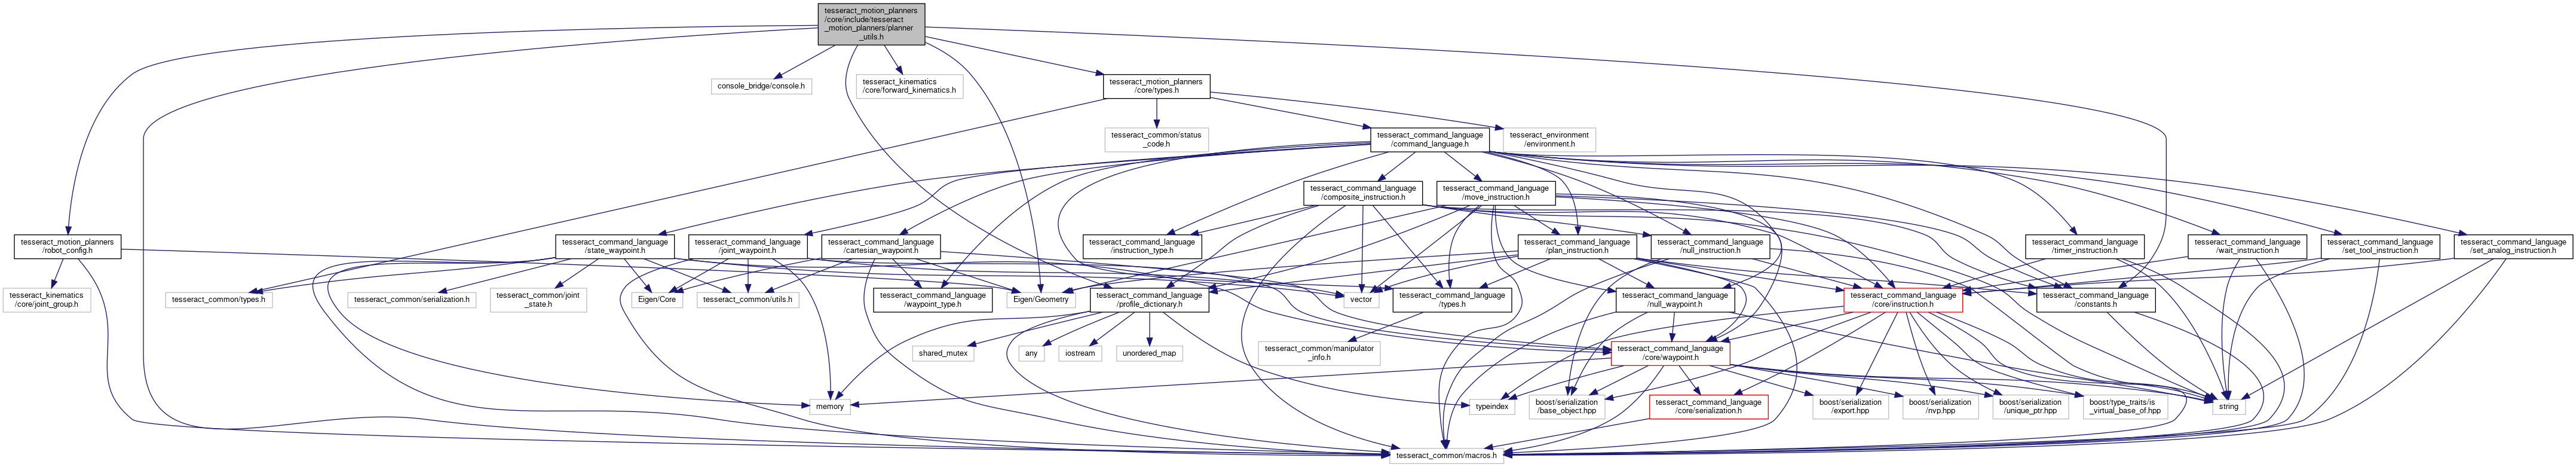 tesseract_motion_planners
/core/include/tesseract
_motion_planners/planner
_utils.h
console_bridge/console.h
tesseract_kinematics
/core/forward_kinematics.h
tesseract_motion_planners
/core/types.h
tesseract_common/status
_code.h
tesseract_command_language
/command_language.h
tesseract_environment
/environment.h
tesseract_command_language
/composite_instruction.h
tesseract_command_language
/move_instruction.h
tesseract_motion_planners
/robot_config.h
tesseract_command_language
/state_waypoint.h
tesseract_command_language
/joint_waypoint.h
tesseract_command_language
/cartesian_waypoint.h
tesseract_command_language
/instruction_type.h
tesseract_command_language
/plan_instruction.h
tesseract_command_language
/null_instruction.h
tesseract_command_language
/timer_instruction.h
tesseract_command_language
/wait_instruction.h
tesseract_command_language
/set_tool_instruction.h
tesseract_command_language
/set_analog_instruction.h
tesseract_kinematics
/core/joint_group.h
tesseract_common/types.h
tesseract_common/serialization.h
tesseract_common/joint
_state.h
Eigen/Core
tesseract_common/utils.h
tesseract_command_language
/waypoint_type.h
Eigen/Geometry
tesseract_command_language
/profile_dictionary.h
vector
tesseract_command_language
/types.h
tesseract_command_language
/null_waypoint.h
tesseract_command_language
/core/instruction.h
tesseract_command_language
/constants.h
shared_mutex
any
iostream
unordered_map
tesseract_common/manipulator
_info.h
tesseract_command_language
/core/waypoint.h
memory
typeindex
boost/serialization
/base_object.hpp
tesseract_command_language
/core/serialization.h
boost/serialization
/export.hpp
boost/serialization
/nvp.hpp
boost/serialization
/unique_ptr.hpp
boost/type_traits/is
_virtual_base_of.hpp
string
tesseract_common/macros.h